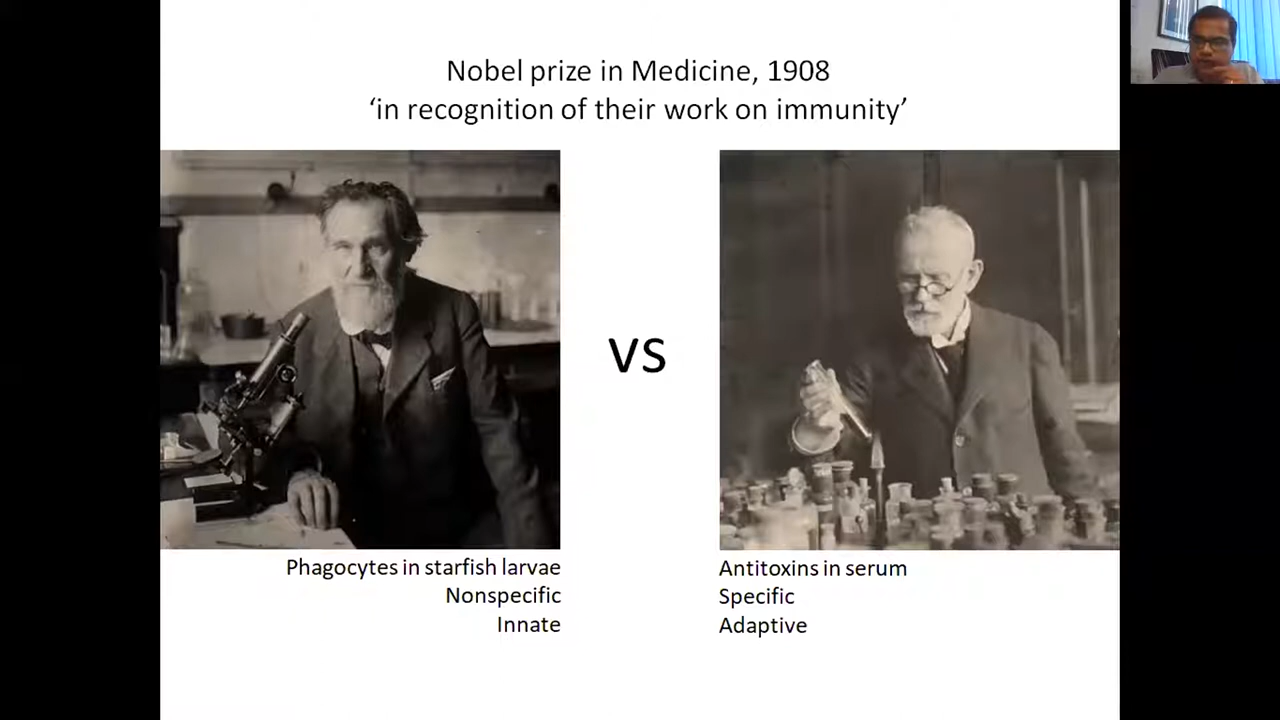 Nobel prize in Medicine, 1908
‘in recognition of their work on immunity’
vs
Phagocytes in starfish larvae
Nonspecific
Innate
Antitoxins in serum
Specific
Adaptive